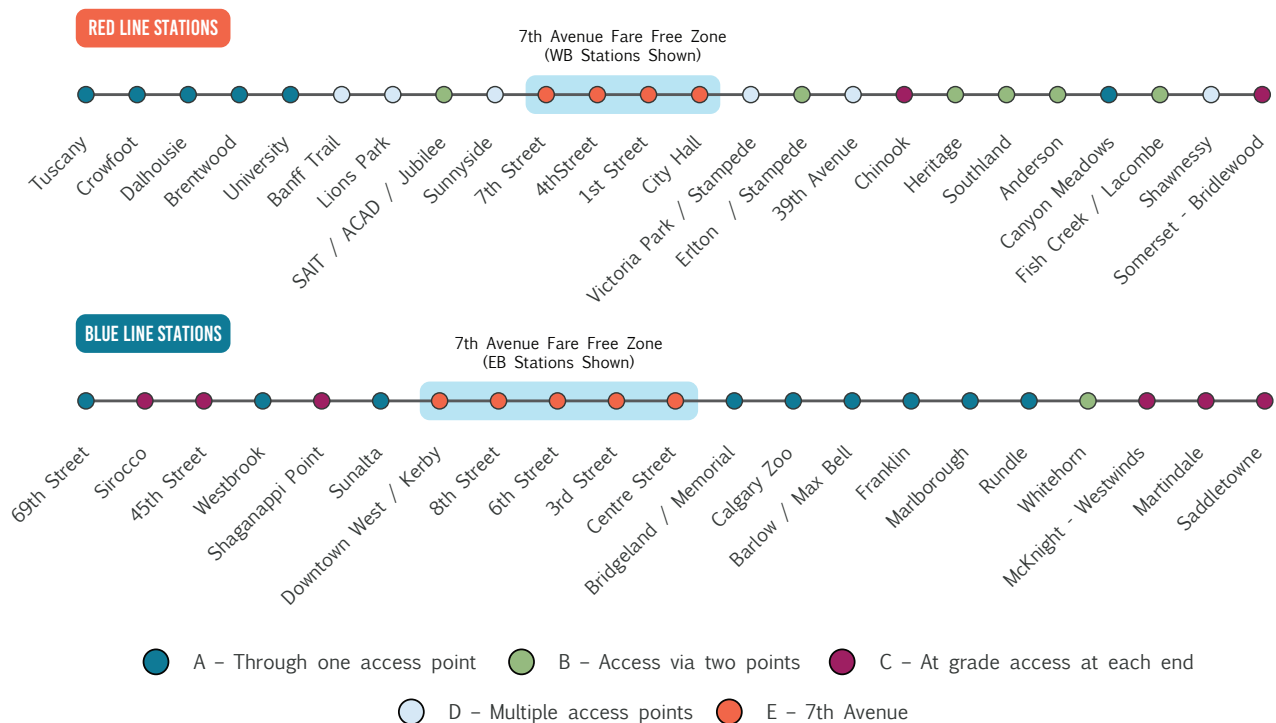 RED LINE STATIONS
7th Avenue Fare Free Zone
(WB Stations Shown)
Tuscany
Crowfoot
Dalhousie
Brentwood
University
Banff Trail
Lions Park
SAIT / ACAD / Jubilee
Sunnyside
7th Street
4thStreet
1st Street
City Hall
Victoria Park / Stampede
Erlton / Stampede
39th Avenue
Chinook
Heritage
Southland
Anderson
Canyon Meadows
Fish Creek / Lacombe
Shawnessy
Somerset - Bridlewood
BLUE LINE STATIONS
7th Avenue Fare Free Zone
(EB Stations Shown)
69th Street
Sirocco
45th Street
Westbrook
Shaganappi Point
Sunalta
Downtown West / Kerby
8th Street
6th Street
3rd Street
Centre Street
Bridgeland / Memorial
Calgary Zoo
Barlow / Max Bell
Franklin
Marlborough
Rundle
Whitehorn
McKnight - Westwinds
Martindale
Saddletowne
A – Through one access point
B – Access via two points
C – At grade access at each end
D – Multiple access points
E – 7th Avenue